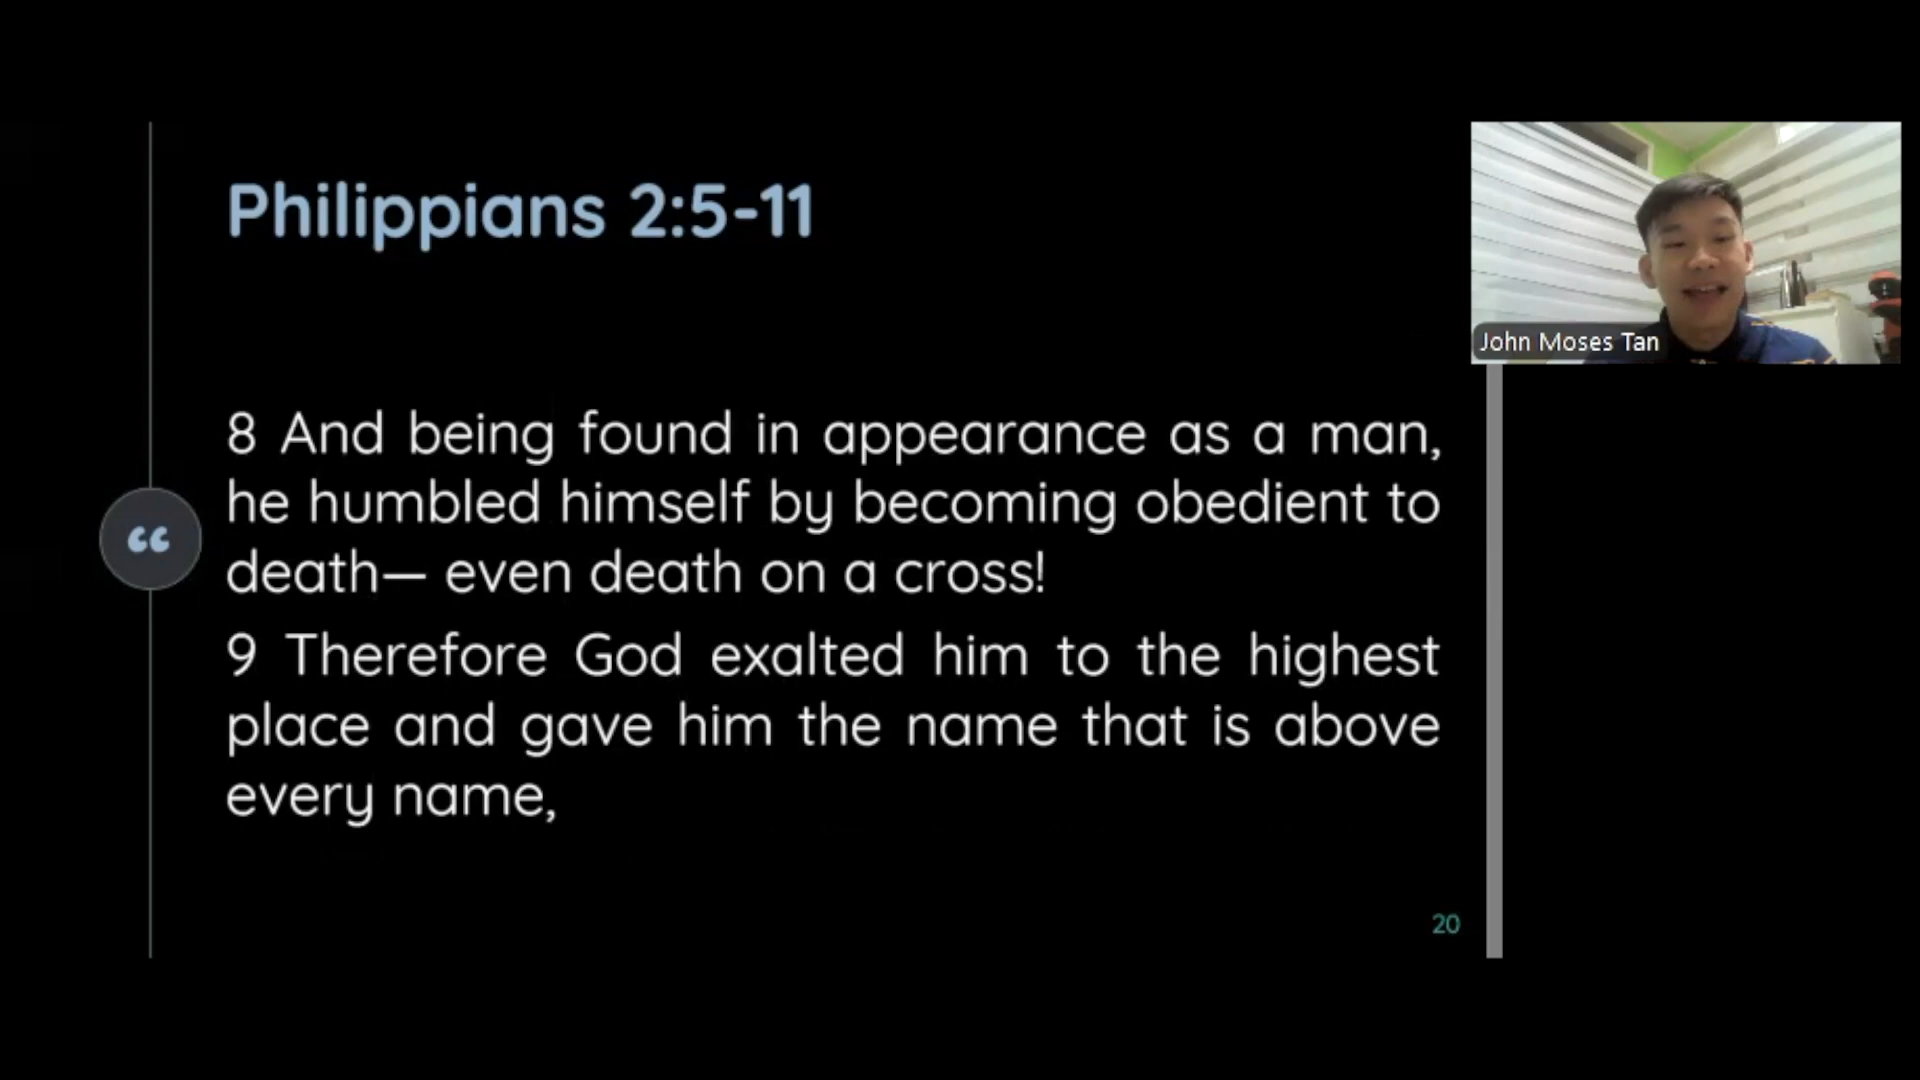 Philippians 2:5-11
John Moses Tan
8 And being found in appearance as a man,
he humbled himself by becoming obedient to
death— even death on a cross!
“
9 Therefore God exalted him to the highest
place and gave him the name that is above
every name,
20